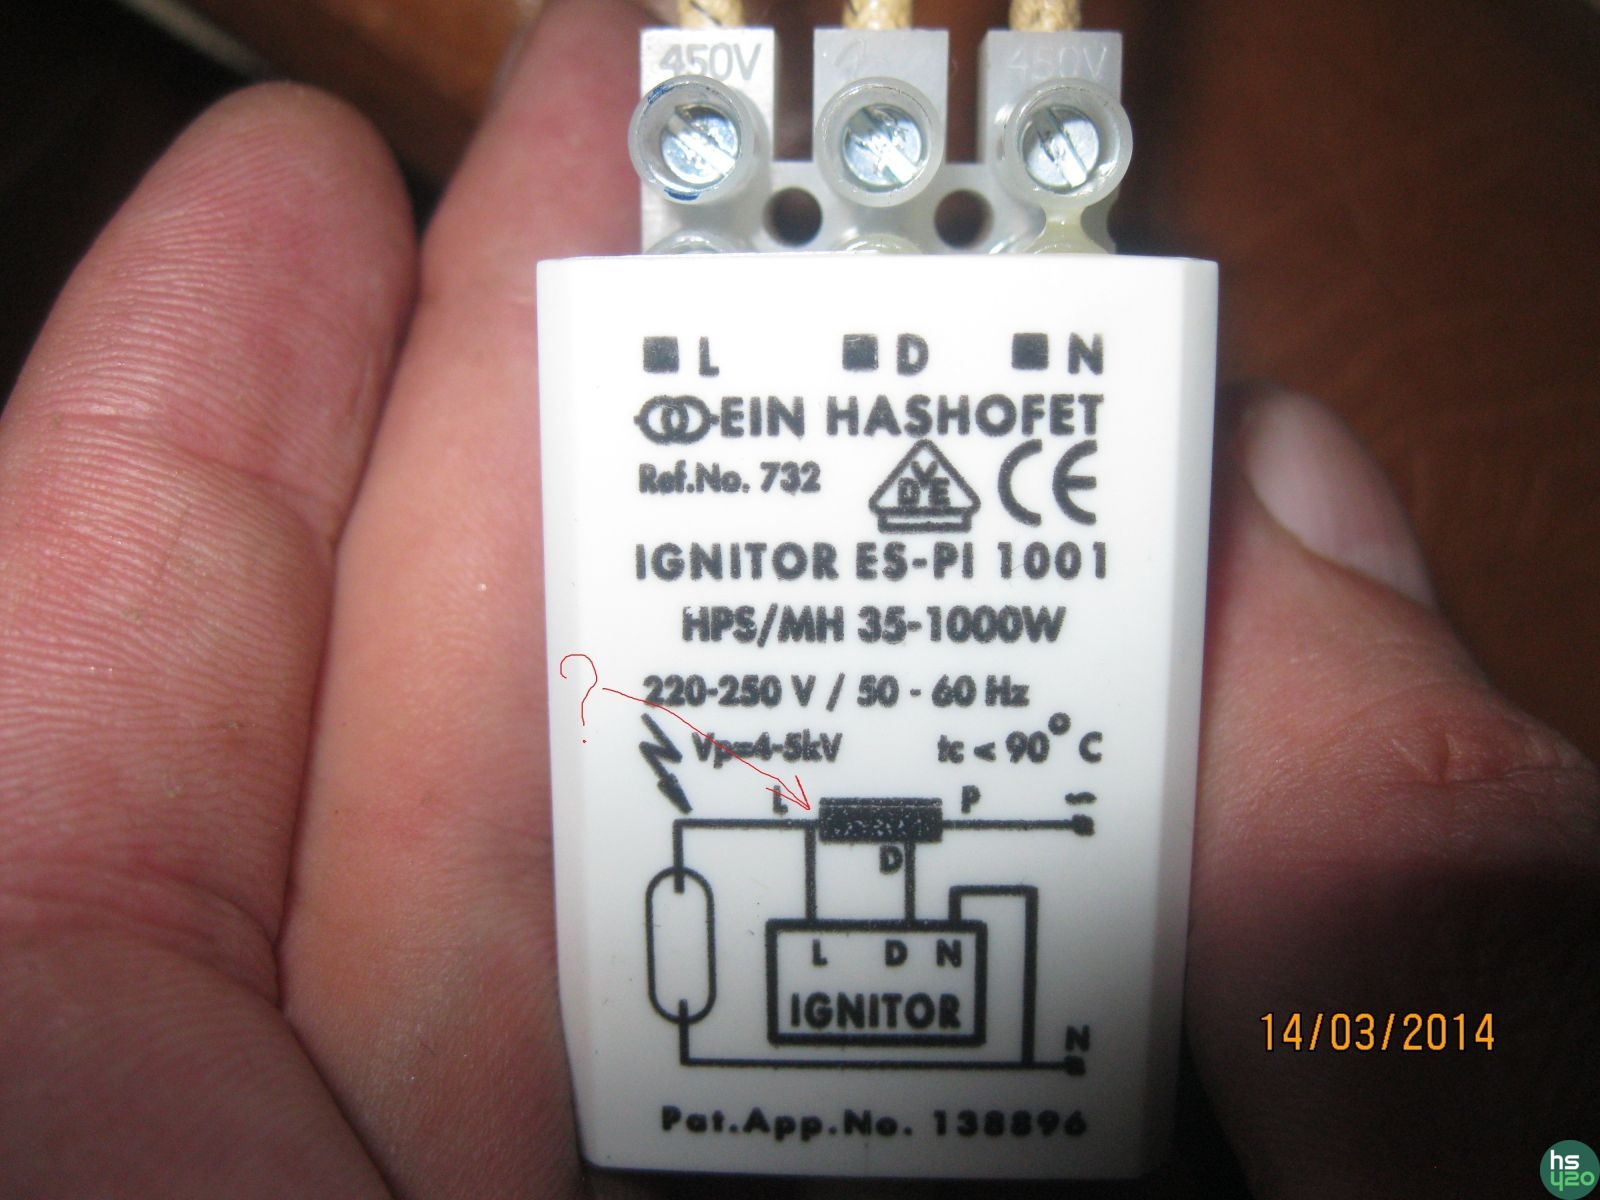 450V 450V
L D N
EIN HASHOFET
Ref.No. 732 VDE CE
IGNITOR ES-PI 1001
HPS/MH 35-1000W
?
220-250 V / 50 - 60 Hz
Vp=4-5kV tc < 90° C
L P ~
D
L D N
IGNITOR
N
Pat.App.No. 138896
14/03/2014
hs
420